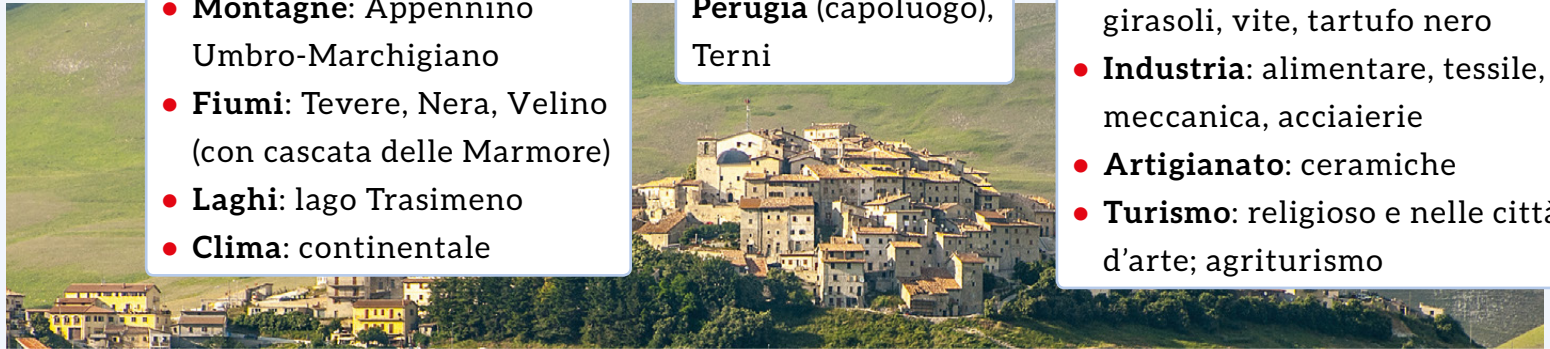 • Montagne: Appennino
Umbro-Marchigiano
• Fiumi: Tevere, Nera, Velino
(con cascata delle Marmore)
• Laghi: lago Trasimeno
• Clima: continentale
Perugia (capoluogo),
Terni
girasoli, vite, tartufo nero
• Industria: alimentare, tessile,
meccanica, acciaierie
• Artigianato: ceramiche
• Turismo: religioso e nelle città
d’arte; agriturismo